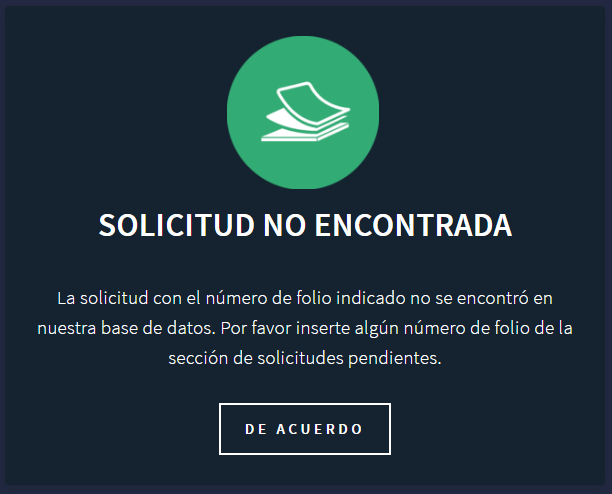 SOLICITUD NO ENCONTRADA
La solicitud con el número de folio indicado no se encontró en
nuestra base de datos. Por favor inserte algún número de folio de la
sección de solicitudes pendientes.
DE ACUERDO